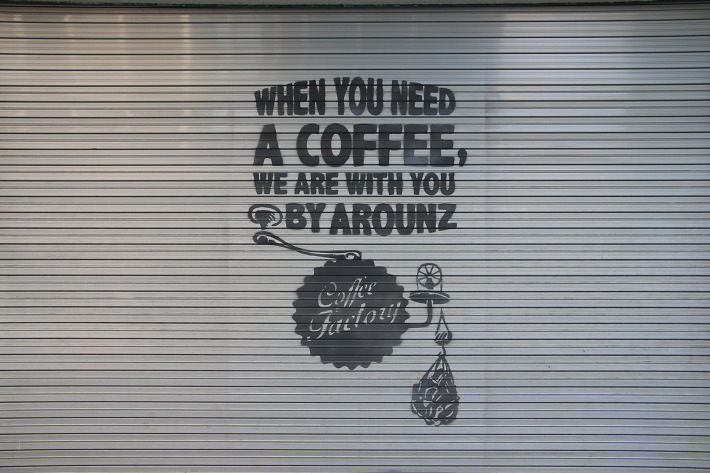 WHEN YOU NEED
A COFFEE,
WE ARE WITH YOU
BY AROUNZ
Coffee
Factory